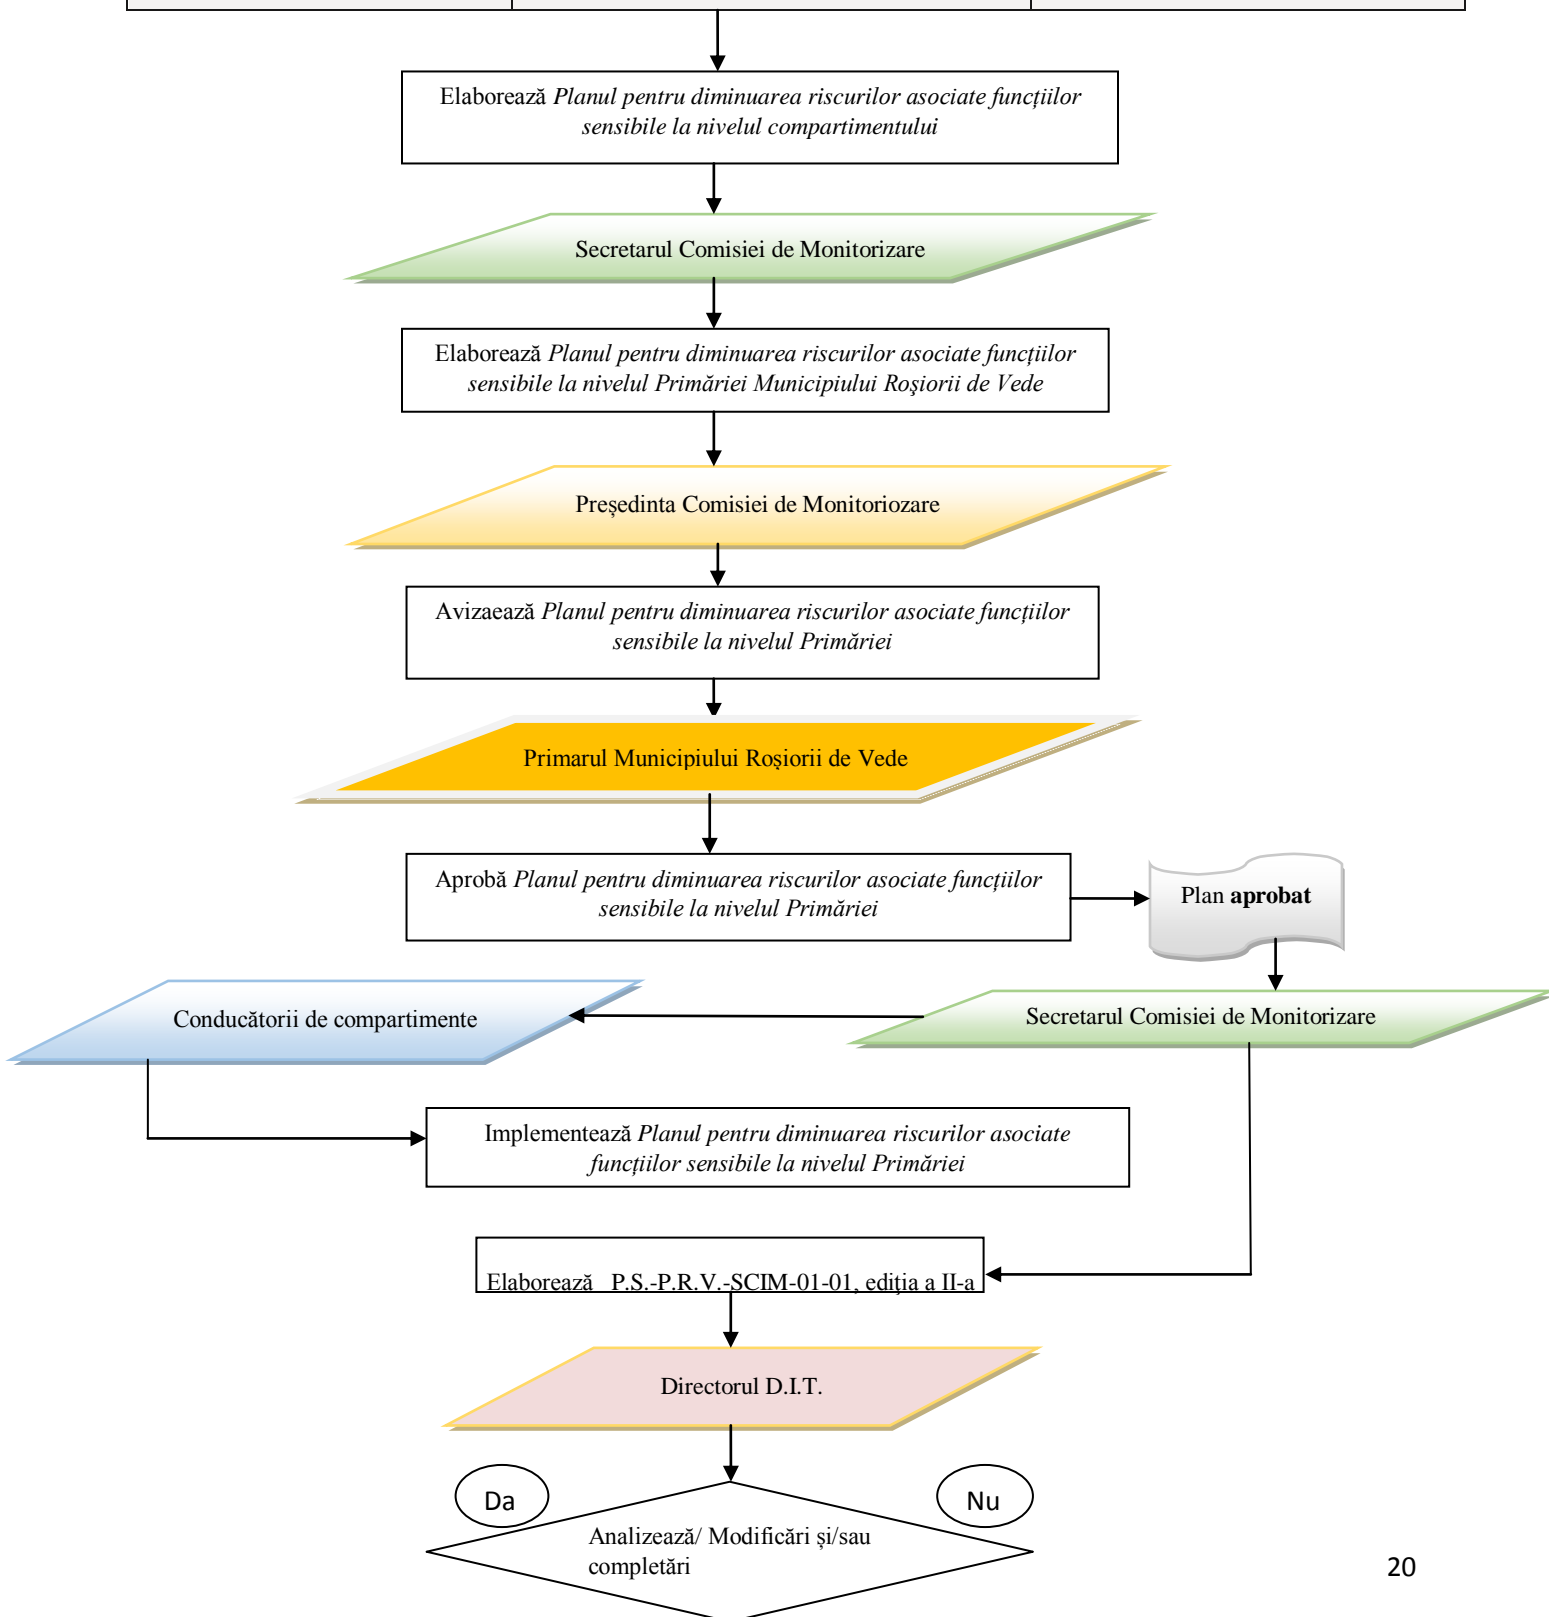 Elaborează Planul pentru diminuarea riscurilor asociate funcțiilor
sensibile la nivelul compartimentului
Secretarul Comisiei de Monitorizare
Elaborează Planul pentru diminuarea riscurilor asociate funcțiilor
sensibile la nivelul Primăriei Municipiului Roşiorii de Vede
Președinta Comisiei de Monitoriozare
Avizaează Planul pentru diminuarea riscurilor asociate funcțiilor
sensibile la nivelul Primăriei
Primarul Municipiului Roșiorii de Vede
Aprobă Planul pentru diminuarea riscurilor asociate funcțiilor
sensibile la nivelul Primăriei
Plan aprobat
Conducătorii de compartimente
Secretarul Comisiei de Monitorizare
Implementează Planul pentru diminuarea riscurilor asociate
funcțiilor sensibile la nivelul Primăriei
Elaborează P.S.-P.R.V.-SCIM-01-01, ediţia a II-a
Directorul D.I.T.
Da
Nu
Analizează/ Modificări și/sau
completări
20